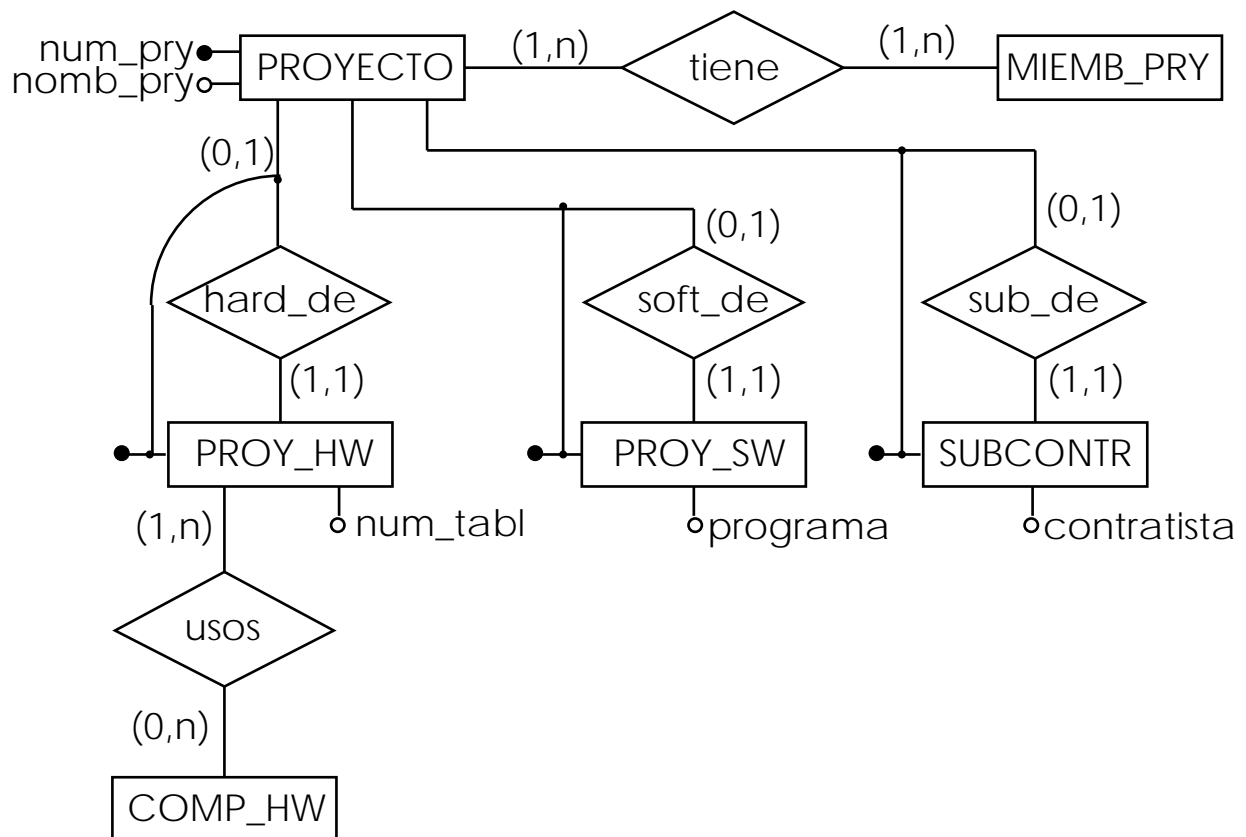 num_pry
nomb_pry
PROYECTO
(1,n)
tiene
(1,n)
MIEMB_PRY
(0,1)
(0,1)
(0,1)
hard_de
soft_de
sub_de
(1,1)
(1,1)
(1,1)
PROY_HW
PROY_SW
SUBCONTR
(1,n)
num_tabl
programa
contratista
usos
(0,n)
COMP_HW